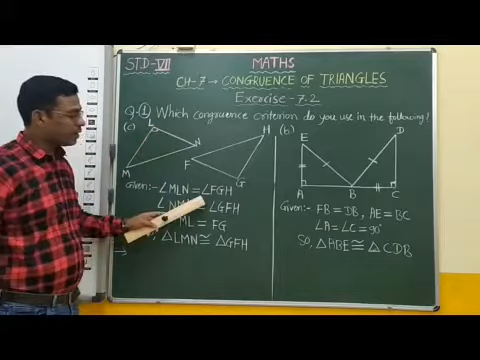 STD-VII MATHS
CH-7 → CONGRUENCE OF TRIANGLES
Exercise-7.2
Q.① Which congruence criterion do you use in the following?
(c)
L
N
M
H
F
G
Given:- ∠MLN = ∠FGH
= ∠GFH
ML = FG
△LMN ≅ △GFH
(b)
E
D
A
B
C
Given:- EB = DB, AE = BC
∠A = ∠C = 90°
SO, △ABE ≅ △CDB